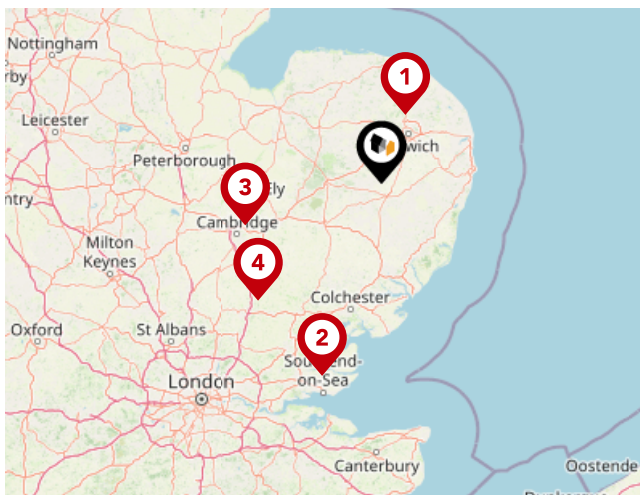 Nottingham
rby
1
Leicester
wich
Peterborough
3
Ely
ntry
Cambridge
Milton
Keynes
4
Colchester
Oxford
St Albans
2
Southend-
on-Sea
London
Canterbury
Oostende